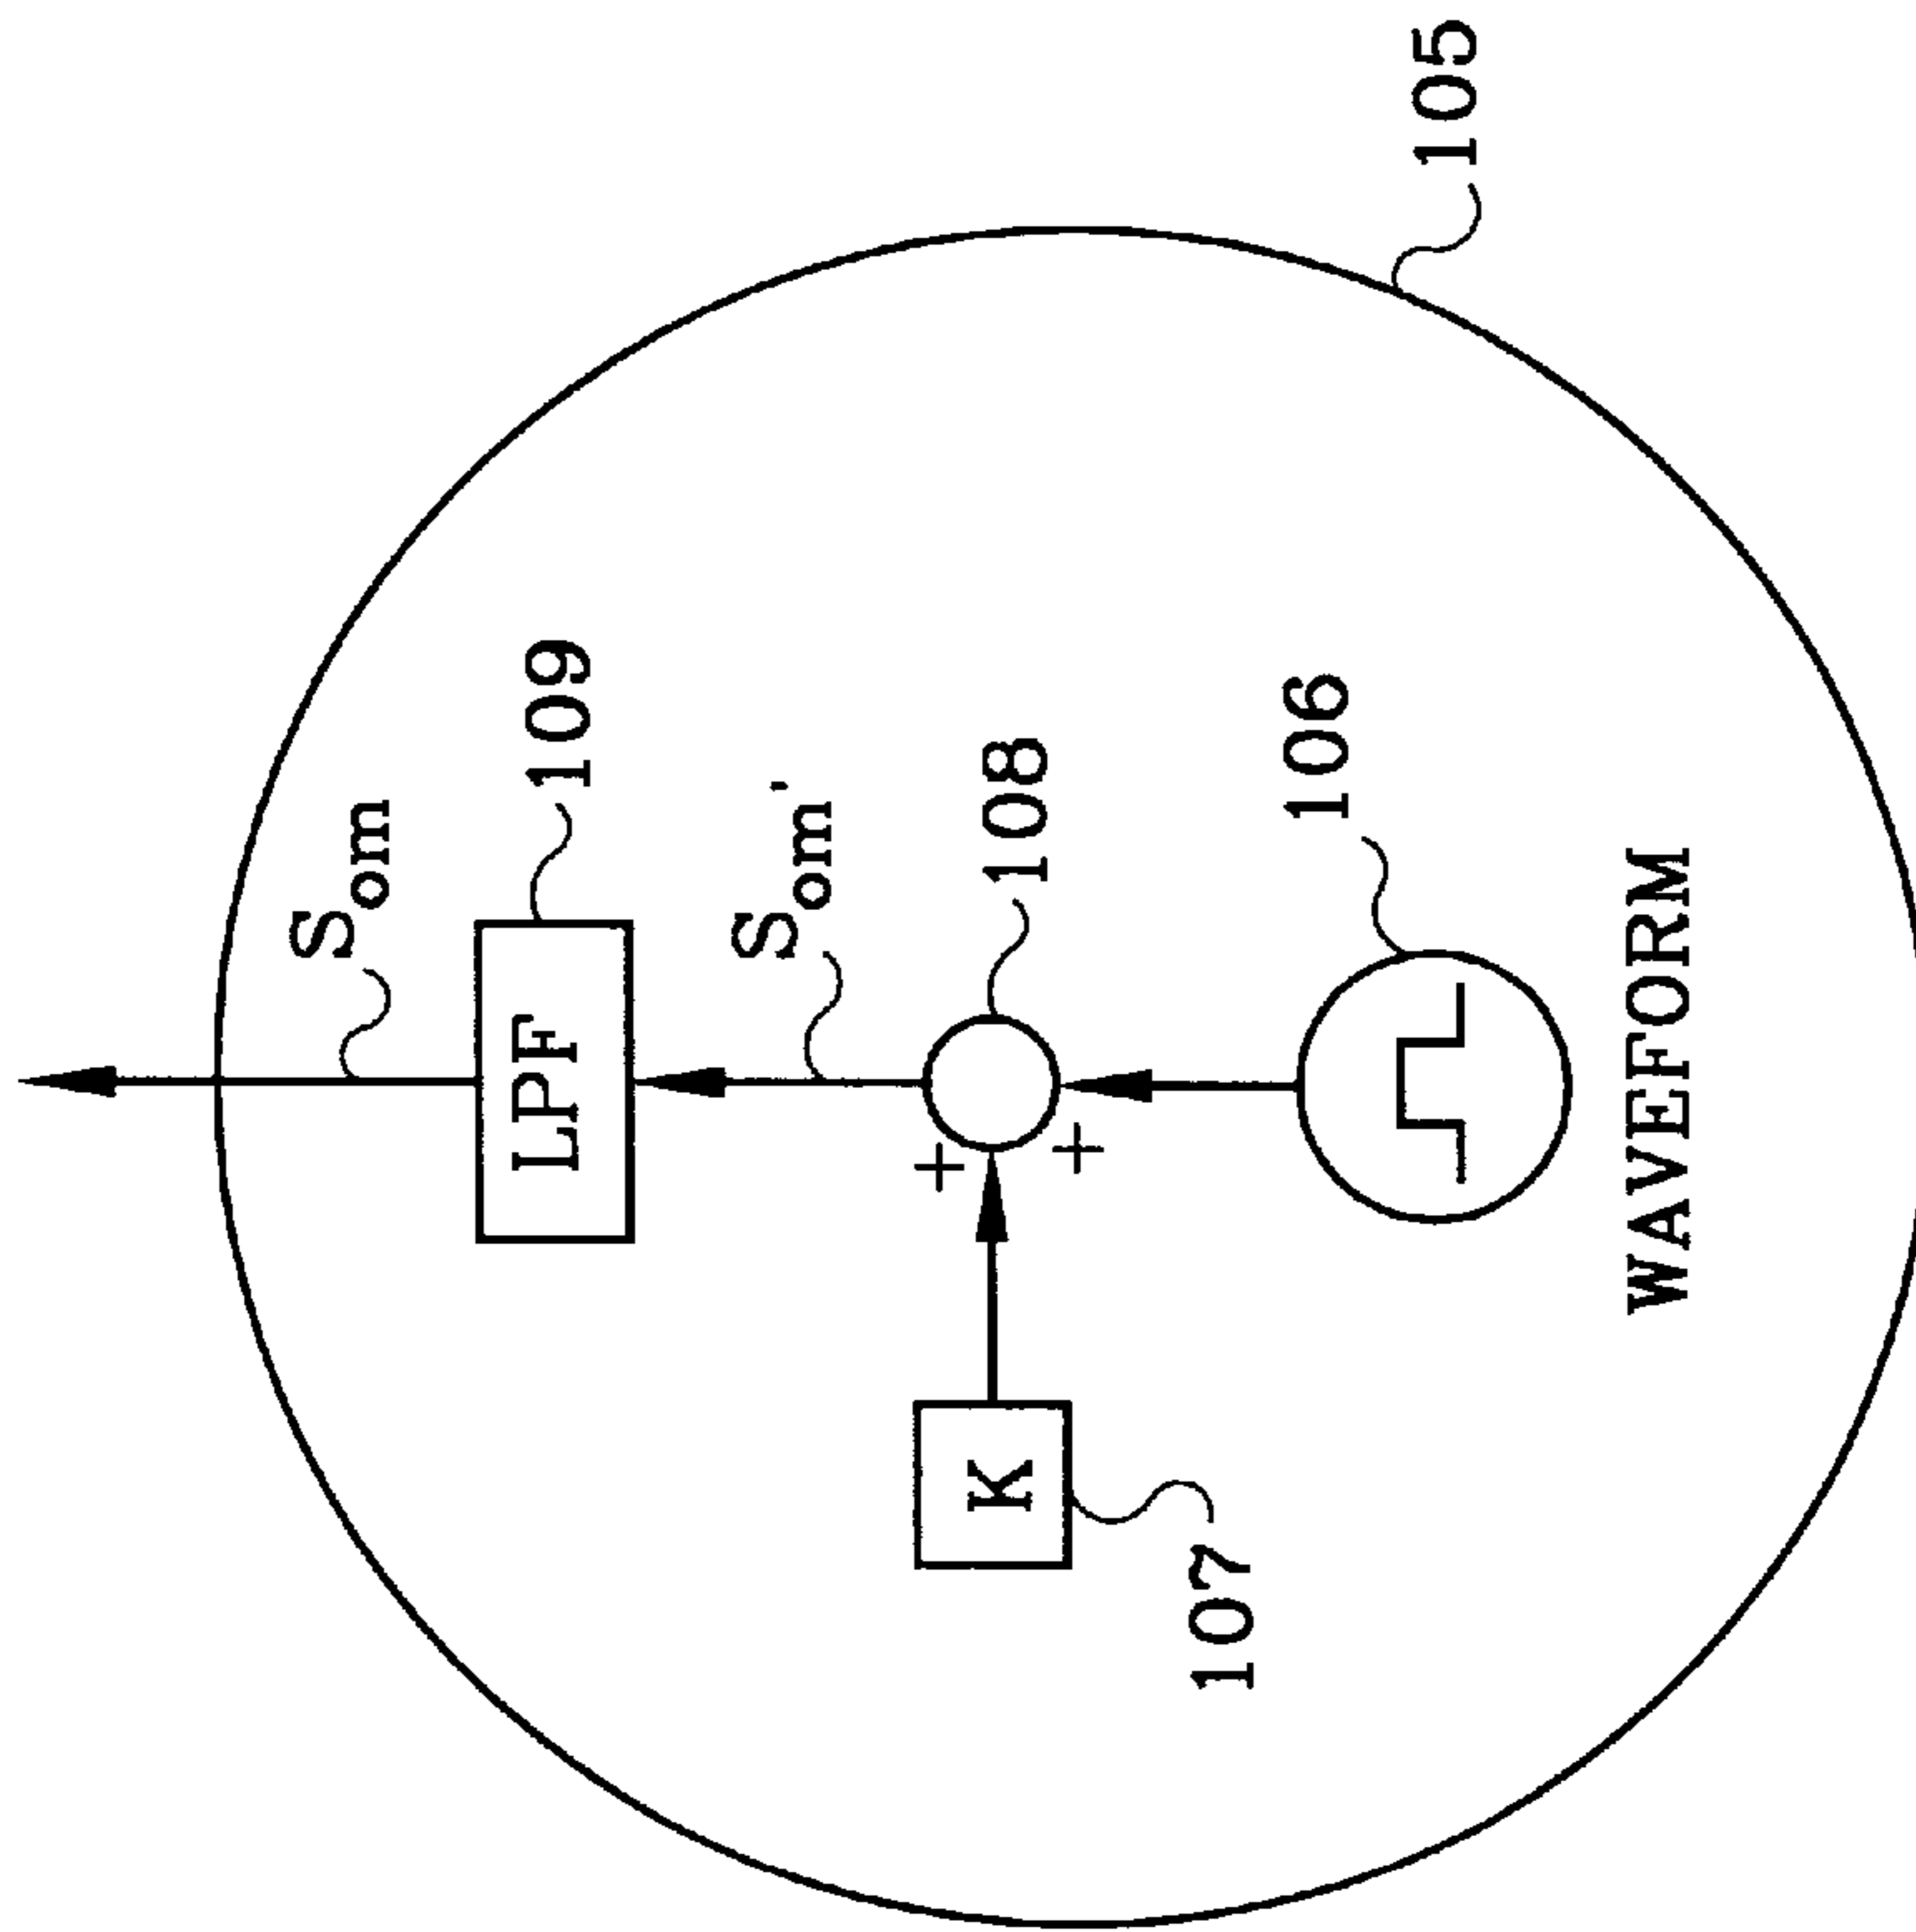 105
S_om
109
LPF
S_om'
108
+
+
K
107
106
WAVEFORM